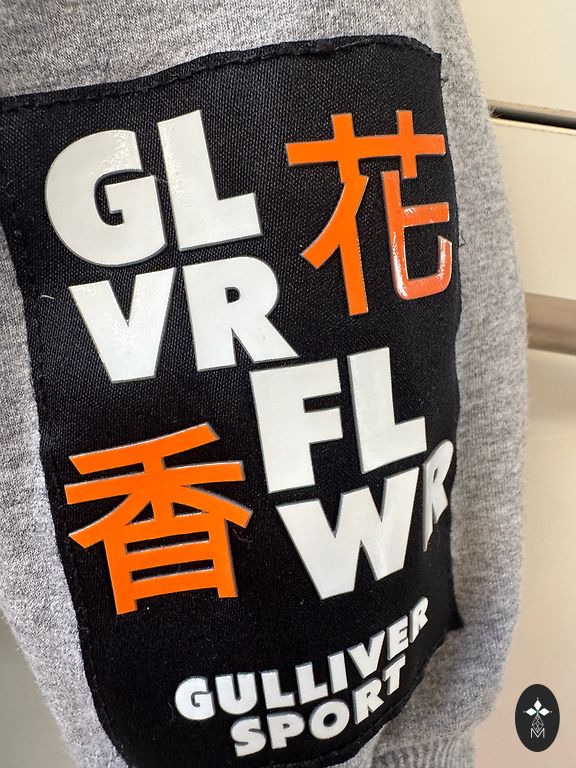 GL 花
VR
FL
香 WR
GULLIVER
SPORT
M